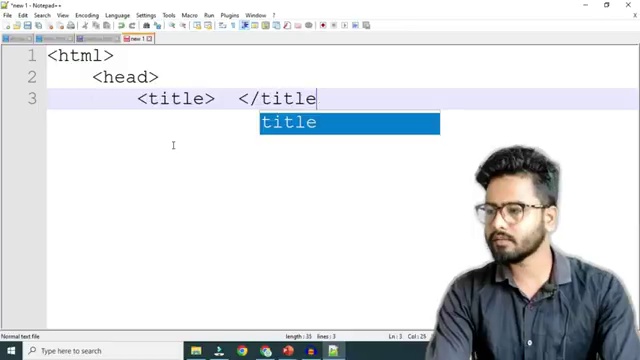 *new 1 - Notepad++
File Edit Search View Encoding Language Settings Tools Macro Run Plugins Window ?
new 1
1 <html>
2 <head>
3 <title> </title
title
Normal text file length : 35 lines : 3 Ln : 3 Col : 25
Type here to search